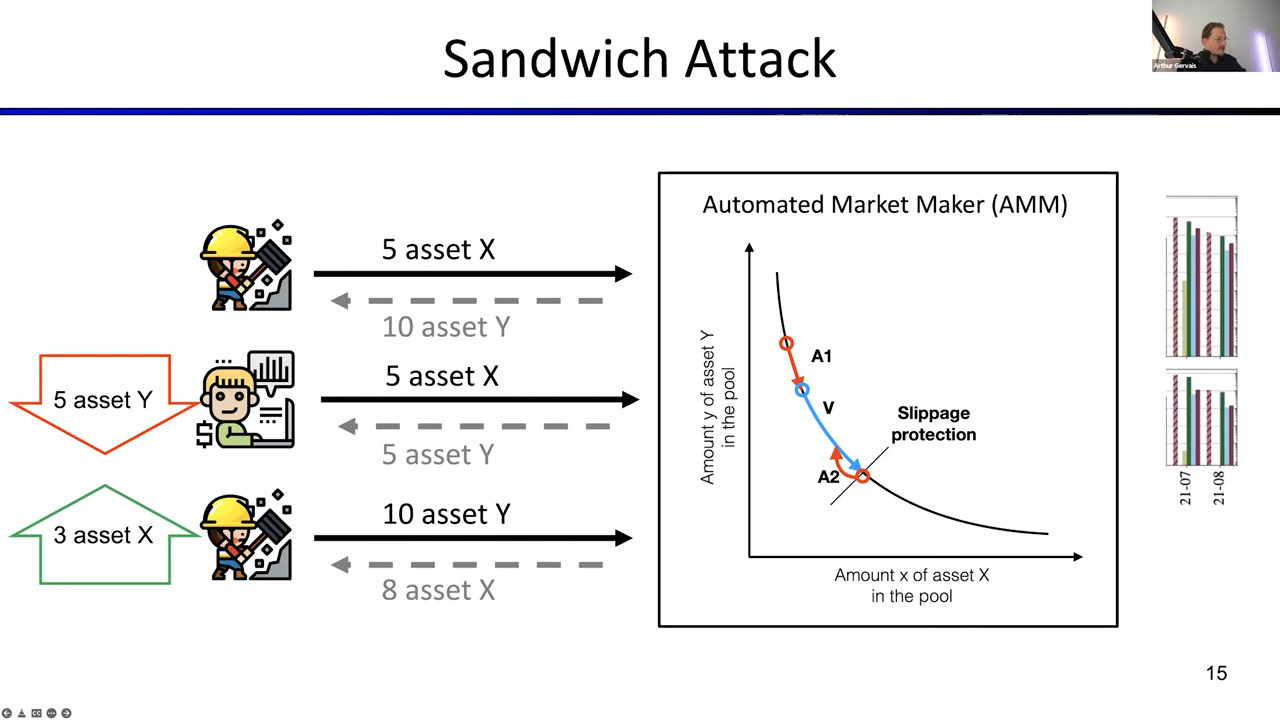 Sandwich Attack
Arthur Gervais
5 asset X
10 asset Y
5 asset Y
5 asset X
5 asset Y
3 asset X
10 asset Y
8 asset X
Automated Market Maker (AMM)
Amount y of asset Y
in the pool
A1
V
A2
Slippage
protection
Amount x of asset X
in the pool
21-07
21-08
15